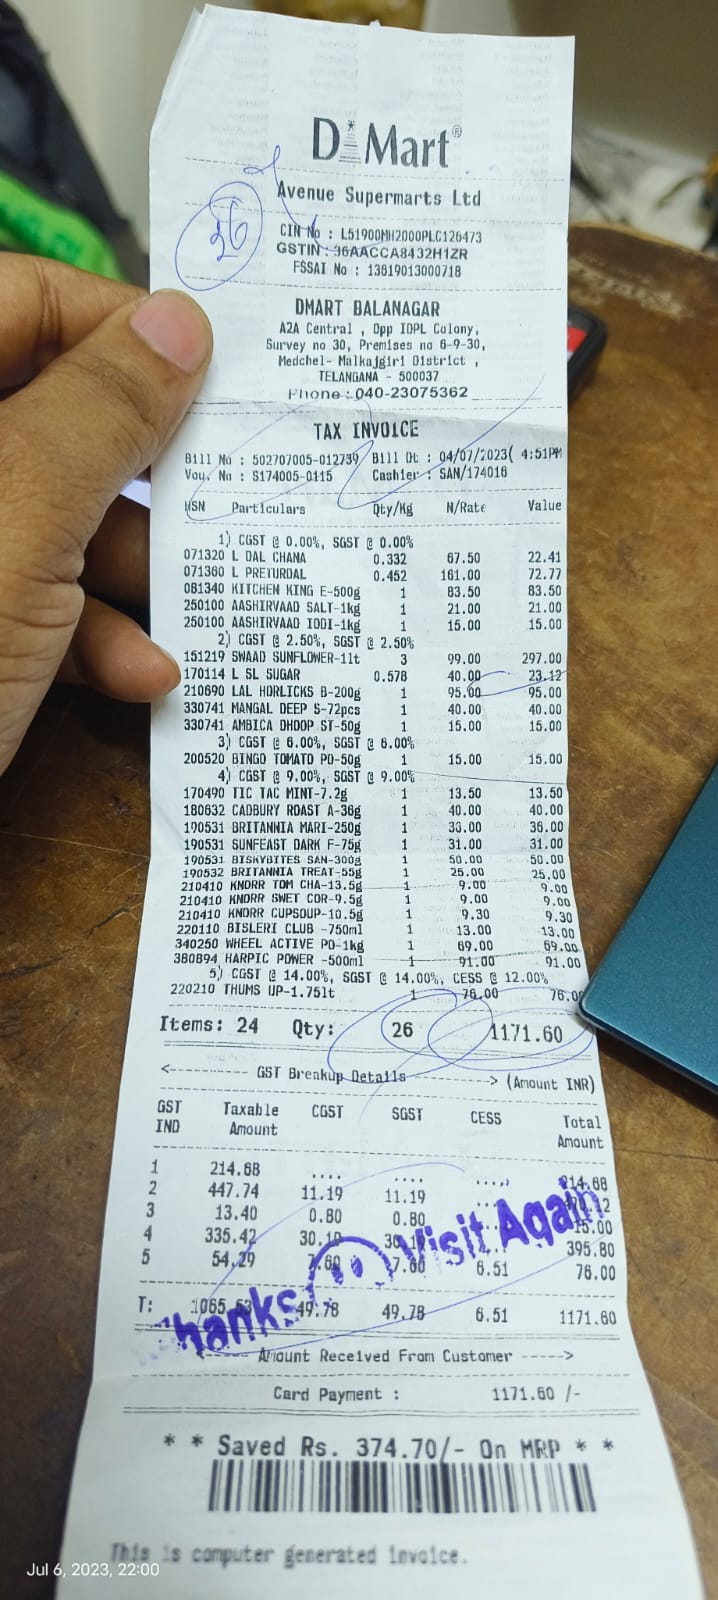 D Mart®
Avenue Supermarts Ltd
CIN No : L51900MH2000PLC126473
GSTIN : 36AACCA8432H1ZR
FSSAI No : 13619013000718
DMART BALANAGAR
A2A Central , Opp IDPL Colony,
Survey no 30, Premises no 6-9-30,
Medchel- Malkajgiri District ,
TELANGANA - 500037
Phone : 040-23075362
TAX INVOICE
Bill No : 502707005-012739 Bill Dt : 04/07/2023( 4:51PM
Vou. No : S174005-0115 Cashier : SAN/174016
HSN Particulars Qty/Kg N/Rate Value
1) CGST @ 0.00%, SGST @ 0.00%
071320 L DAL CHANA 0.332 67.50 22.41
071360 L PRETURDAL 0.452 161.00 72.77
081340 KITCHEN KING E-500g 1 83.50 83.50
250100 AASHIRVAAD SALT-1kg 1 21.00 21.00
250100 AASHIRVAAD IODI-1kg 1 15.00 15.00
2) CGST @ 2.50%, SGST @ 2.50%
151219 SWAAD SUNFLOWER-1lt 3 99.00 297.00
170114 L SL SUGAR 0.578 40.00 23.12
210690 LAL HORLICKS B-200g 1 95.00 95.00
330741 MANGAL DEEP S-72pcs 1 40.00 40.00
330741 AMBICA DHOOP ST-50g 1 15.00 15.00
3) CGST @ 6.00%, SGST @ 6.00%
200520 BINGO TOMATO PO-50g 1 15.00 15.00
4) CGST @ 9.00%, SGST @ 9.00%
170490 TIC TAC MINT-7.2g 1 13.50 13.50
180632 CADBURY ROAST A-36g 1 40.00 40.00
190531 BRITANNIA MARI-250g 1 36.00 36.00
190531 SUNFEAST DARK F-75g 1 31.00 31.00
190531 BISKYBITES SAN-300g 1 50.00 50.00
190532 BRITANNIA TREAT-55g 1 25.00 25.00
210410 KNORR TOM CHA-13.5g 1 9.00 9.00
210410 KNORR SWET COR-9.5g 1 9.00 9.00
210410 KNORR CUPSOUP-10.5g 1 9.30 9.30
220110 BISLERI CLUB -750ml 1 13.00 13.00
340250 WHEEL ACTIVE PO-1kg 1 69.00 69.00
380894 HARPIC POWER -500ml 1 91.00 91.00
5) CGST @ 14.00%, SGST @ 14.00%, CESS @ 12.00%
220210 THUMS UP-1.75lt 1 76.00 76.00
Items: 24 Qty: 26 1171.60
<-------- GST Breakup Details --------> (Amount INR)
GST Taxable CGST SGST CESS Total
IND Amount Amount
1 214.68 .... .... .... 214.68
2 447.74 11.19 11.19 470.12
3 13.40 0.80 0.80 15.00
4 335.42 30.19 30.19 395.80
5 54.29 7.60 7.60 6.51 76.00
T: 1065.53 49.78 49.78 6.51 1171.60
Thanks Visit Again
<---- Amount Received From Customer ----->
Card Payment : 1171.60 /-
* * Saved Rs. 374.70/- On MRP * *
This is computer generated invoice.
Jul 6, 2023, 22:00